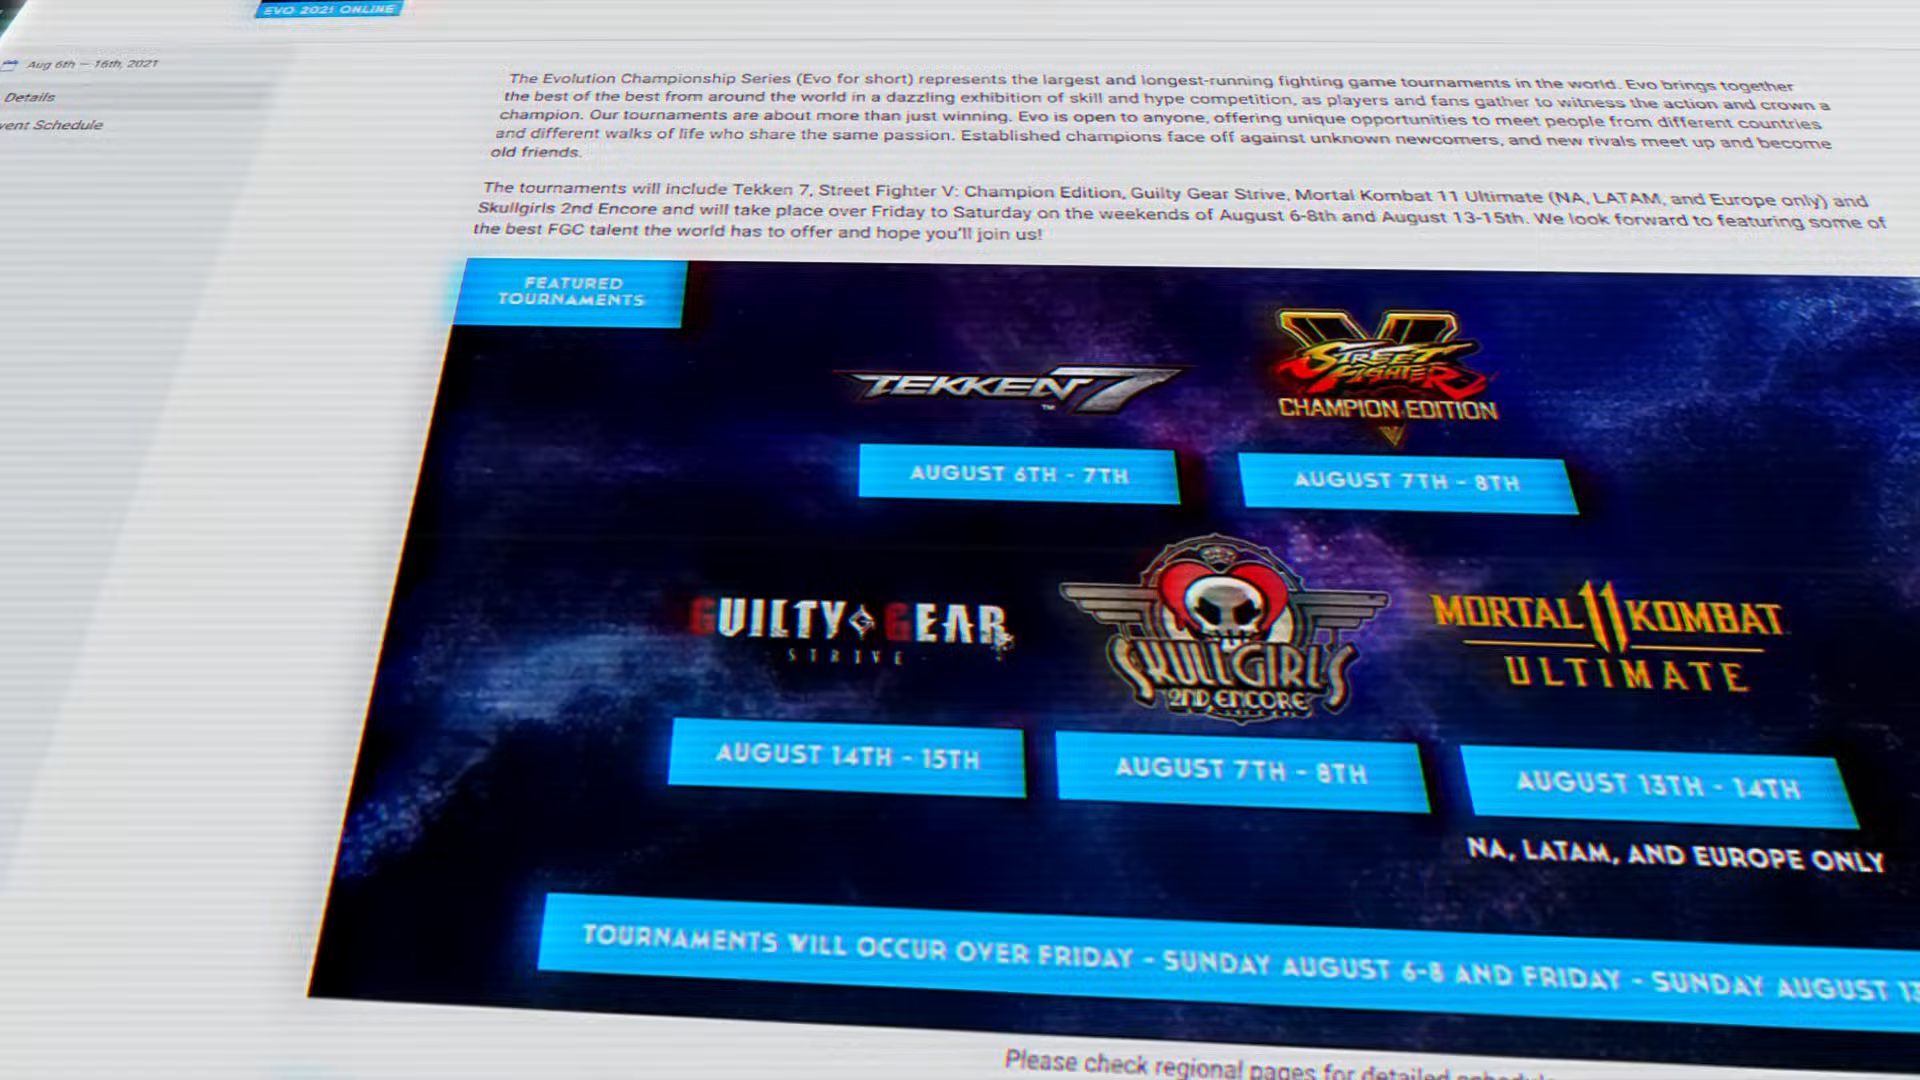 EVO 2021 ONLINE
Aug 6th — 16th, 2021
Details
vent Schedule
The Evolution Championship Series (Evo for short) represents the largest and longest-running fighting game tournaments in the world. Evo brings together
the best of the best from around the world in a dazzling exhibition of skill and hype competition, as players and fans gather to witness the action and crown a
champion. Our tournaments are about more than just winning. Evo is open to anyone, offering unique opportunities to meet people from different countries
and different walks of life who share the same passion. Established champions face off against unknown newcomers, and new rivals meet up and become
old friends.
The tournaments will include Tekken 7, Street Fighter V: Champion Edition, Guilty Gear Strive, Mortal Kombat 11 Ultimate (NA, LATAM, and Europe only) and
Skullgirls 2nd Encore and will take place over Friday to Saturday on the weekends of August 6-8th and August 13-15th. We look forward to featuring some of
the best FGC talent the world has to offer and hope you'll join us!
FEATURED
TOURNAMENTS
TEKKEN 7
TM
V
STREET
FIGHTER
CHAMPION EDITION
AUGUST 6TH - 7TH
AUGUST 7TH - 8TH
GUILTY GEAR
STRIVE
SKULLGIRLS
2ND ENCORE
MORTAL 11 KOMBAT
ULTIMATE
AUGUST 14TH - 15TH
AUGUST 7TH - 8TH
AUGUST 13TH - 14TH
NA, LATAM, AND EUROPE ONLY
TOURNAMENTS WILL OCCUR OVER FRIDAY - SUNDAY AUGUST 6-8 AND FRIDAY - SUNDAY AUGUST 13
Please check regional pages for detailed schedule